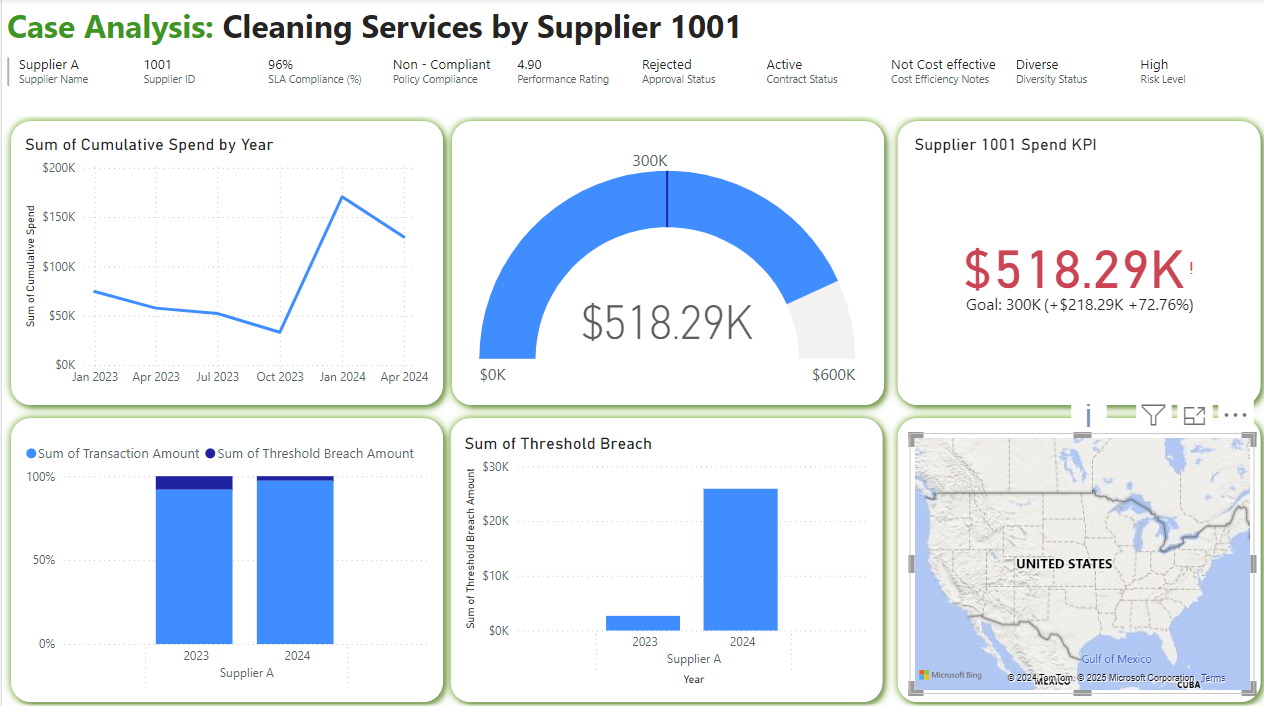 Case Analysis: Cleaning Services by Supplier 1001
Supplier A
Supplier Name
1001
Supplier ID
96%
SLA Compliance (%)
Non - Compliant
Policy Compliance
4.90
Performance Rating
Rejected
Approval Status
Active
Contract Status
Not Cost effective
Cost Efficiency Notes
Diverse
Diversity Status
High
Risk Level
Sum of Cumulative Spend by Year
Sum of Cumulative Spend
$200K
$150K
$100K
$50K
$0K
Jan 2023 Apr 2023 Jul 2023 Oct 2023 Jan 2024 Apr 2024
300K
$518.29K
$0K
$600K
Supplier 1001 Spend KPI
$518.29K!
Goal: 300K (+$218.29K +72.76%)
Sum of Transaction Amount Sum of Threshold Breach Amount
100%
50%
0%
2023 2024
Supplier A
Sum of Threshold Breach
Sum of Threshold Breach Amount
$30K
$20K
$10K
$0K
2023 2024
Supplier A
Year
UNITED STATES
Gulf of Mexico
Microsoft Bing
© 2024 TomTom, © 2025 Microsoft Corporation, Terms
MÉXICO
CUBA